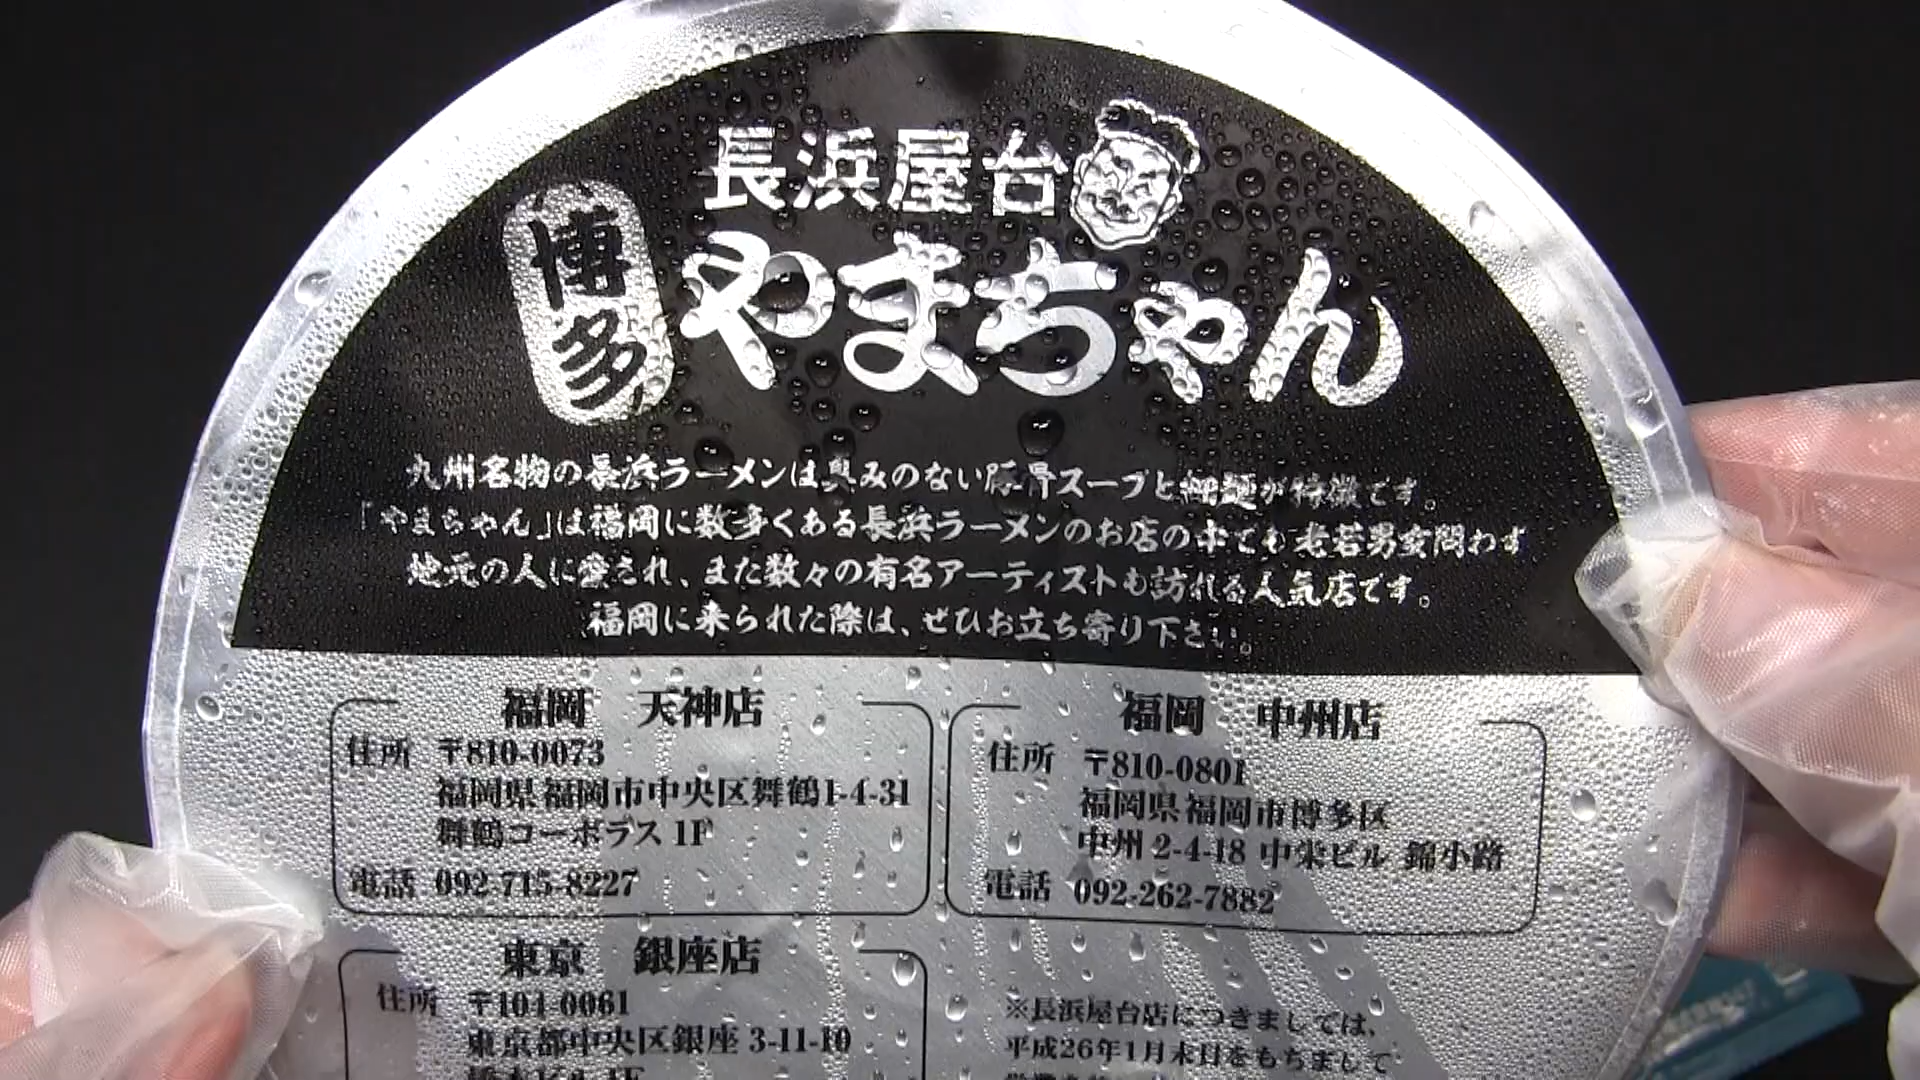 長浜屋台
博多
やまちゃん
九州名物の長浜ラーメンは臭みのない豚骨スープと細麺が特徴です。
「やまちゃん」は福岡に数多くある長浜ラーメンのお店の中でも老若男女問わず
地元の人に愛され、また数々の有名アーティストも訪れる人気店です。
福岡に来られた際は、ぜひお立ち寄り下さい。
福岡 天神店
住所 〒810-0073
福岡県福岡市中央区舞鶴1-4-31
舞鶴コーポラス1F
電話 092-715-8227
福岡 中州店
住所 〒810-0801
福岡県福岡市博多区
中州2-4-18 中栄ビル 錦小路
電話 092-262-7882
東京 銀座店
住所 〒104-0061
東京都中央区銀座3-11-10
※長浜屋台店につきましては、
平成26年1月末日をもちまして